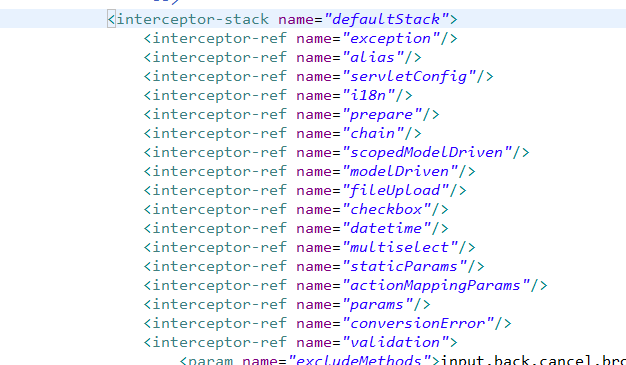 <interceptor-stack name="defaultStack">
<interceptor-ref name="exception"/>
<interceptor-ref name="alias"/>
<interceptor-ref name="servletConfig"/>
<interceptor-ref name="i18n"/>
<interceptor-ref name="prepare"/>
<interceptor-ref name="chain"/>
<interceptor-ref name="scopedModelDriven"/>
<interceptor-ref name="modelDriven"/>
<interceptor-ref name="fileUpload"/>
<interceptor-ref name="checkbox"/>
<interceptor-ref name="datetime"/>
<interceptor-ref name="multiselect"/>
<interceptor-ref name="staticParams"/>
<interceptor-ref name="actionMappingParams"/>
<interceptor-ref name="params"/>
<interceptor-ref name="conversionError"/>
<interceptor-ref name="validation">
<param name="excludeMethods">input,back,cancel,bro